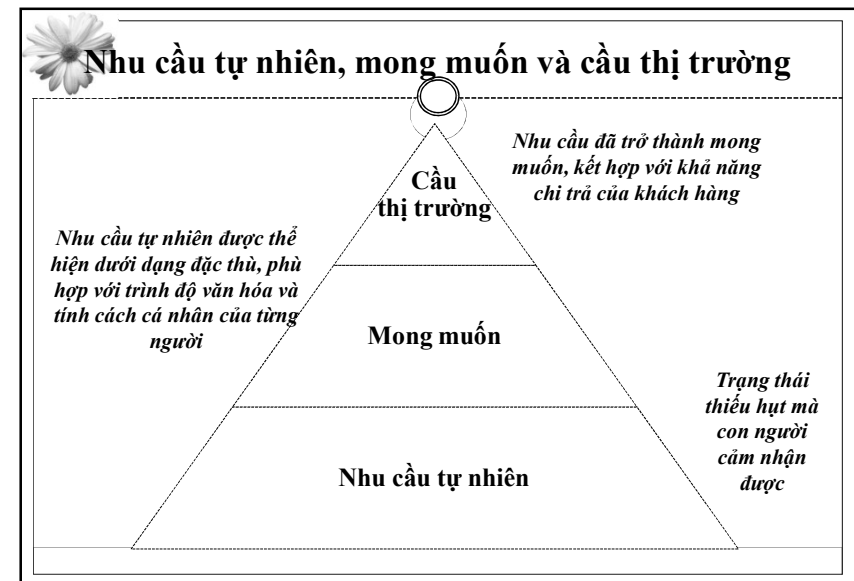 Nhu cầu tự nhiên, mong muốn và cầu thị trường
Nhu cầu đã trở thành mong
muốn, kết hợp với khả năng
chi trả của khách hàng
Cầu
thị trường
Nhu cầu tự nhiên được thể
hiện dưới dạng đặc thù, phù
hợp với trình độ văn hóa và
tính cách cá nhân của từng
người
Mong muốn
Trạng thái
thiếu hụt mà
con người
cảm nhận
được
Nhu cầu tự nhiên